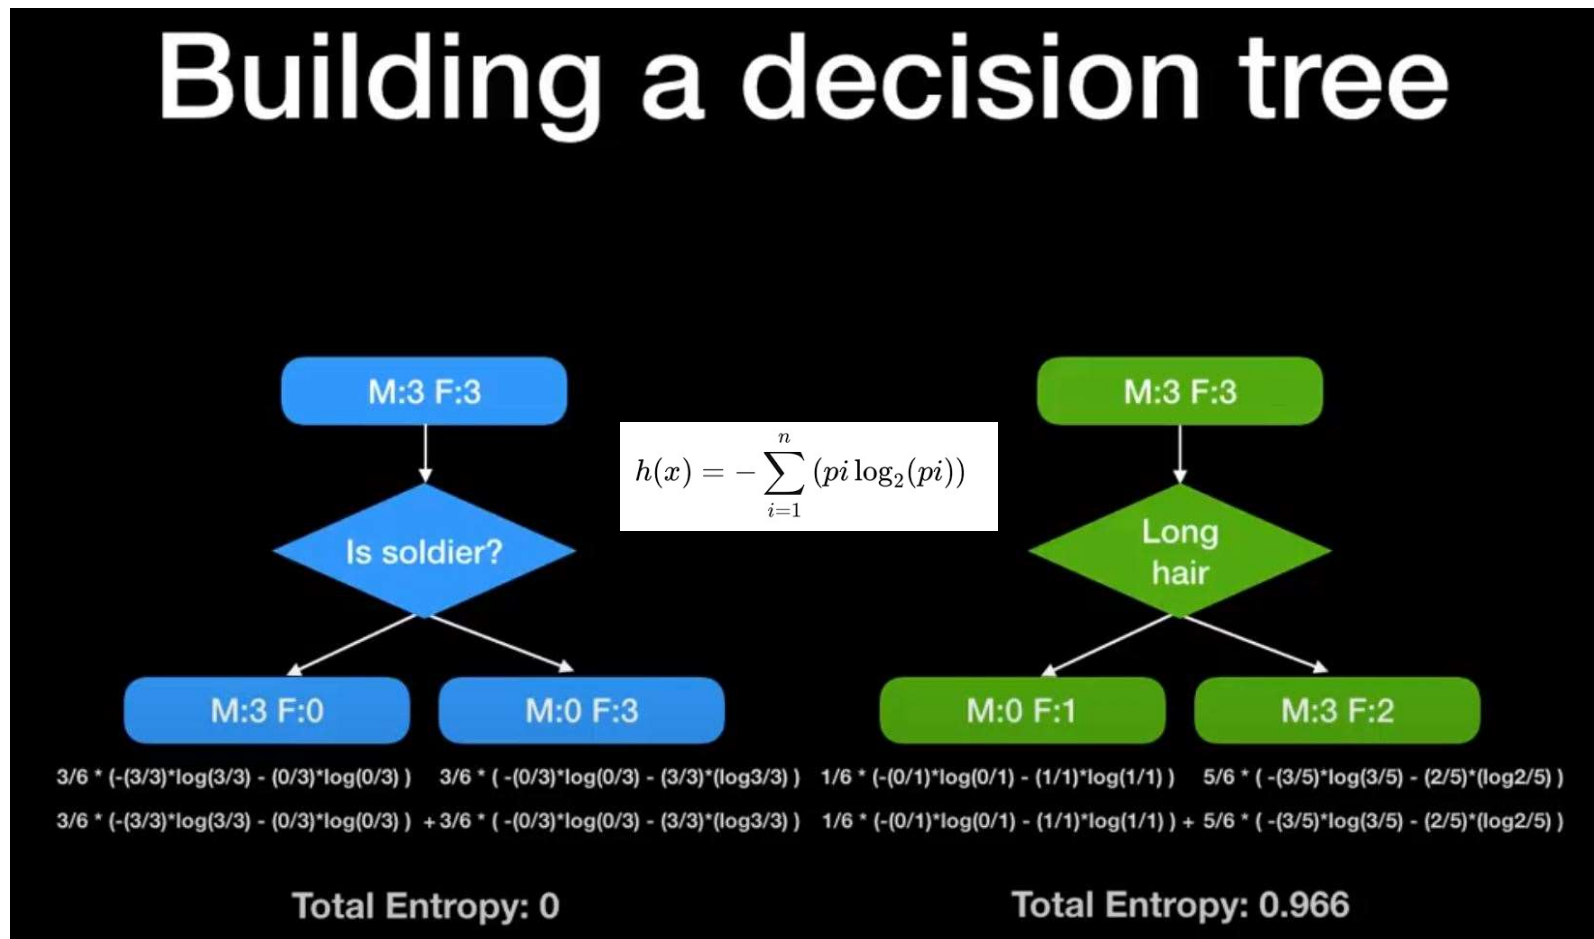 Building a decision tree
M:3 F:3
Is soldier?
M:3 F:0
M:0 F:3
3/6 * (-(3/3)*log(3/3) - (0/3)*log(0/3) )
3/6 * ( -(0/3)*log(0/3) - (3/3)*(log3/3) )
3/6 * (-(3/3)*log(3/3) - (0/3)*log(0/3) ) + 3/6 * ( -(0/3)*log(0/3) - (3/3)*(log3/3) )
Total Entropy: 0
h(x) = − ∑_{i=1}^{n} (pi log₂(pi))
M:3 F:3
Long
hair
M:0 F:1
M:3 F:2
1/6 * (-(0/1)*log(0/1) - (1/1)*log(1/1) )
5/6 * ( -(3/5)*log(3/5) - (2/5)*(log2/5) )
1/6 * (-(0/1)*log(0/1) - (1/1)*log(1/1) ) + 5/6 * ( -(3/5)*log(3/5) - (2/5)*(log2/5) )
Total Entropy: 0.966